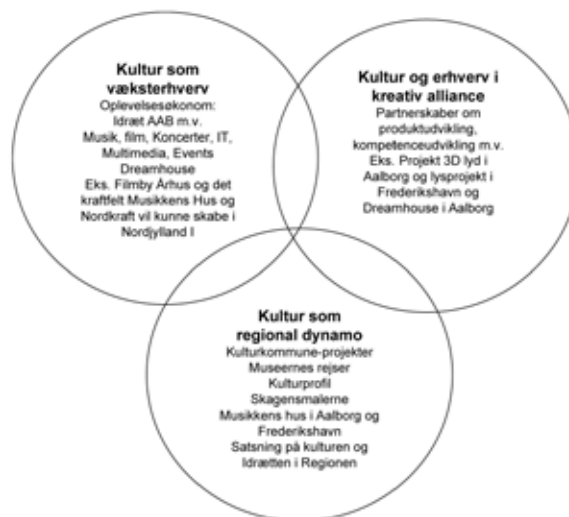 Kultur som
væksterhverv
Oplevelsesøkonom:
Idræt AAB m.v.
Musik, film, Koncerter, IT,
Multimedia, Events
Dreamhouse
Eks. Filmby Århus og det
kraftfelt Musikkens Hus og
Nordkraft vil kunne skabe i
Nordjylland I
Kultur og erhverv i
kreativ alliance
Partnerskaber om
produktudvikling,
kompetenceudvikling m.v.
Eks. Projekt 3D lyd i
Aalborg og lysprojekt i
Frederikshavn og
Dreamhouse i Aalborg
Kultur som
regional dynamo
Kulturkommune-projekter
Museernes rejser
Kulturprofil
Skagensmalerne
Musikkens hus i Aalborg og
Frederikshavn
Satsning på kulturen og
Idrætten i Regionen